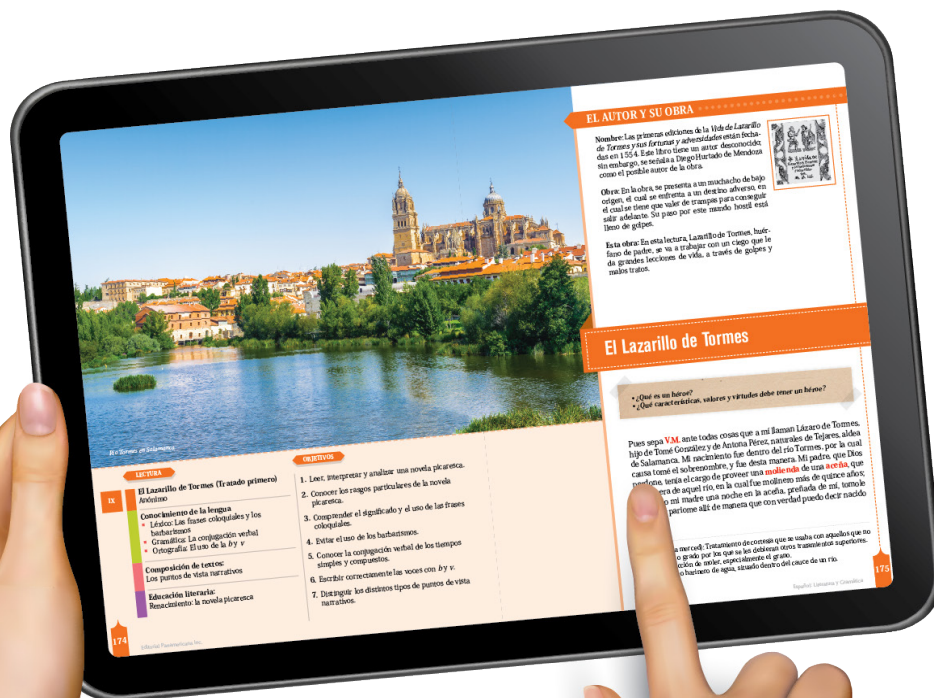 Río Tormes en Salamanca
LECTURA
IX
El Lazarillo de Tormes (Tratado primero)
Anónimo
Conocimiento de la lengua
• Léxico: Las frases coloquiales y los
barbarismos
• Gramática: La conjugación verbal
• Ortografía: El uso de la b y v
Composición de textos:
Los puntos de vista narrativos
Educación literaria:
Renacimiento: la novela picaresca
174
Editorial Panamericana Inc.
OBJETIVOS
1. Leer, interpretar y analizar una novela picaresca.
2. Conocer los rasgos particulares de la novela
picaresca.
3. Comprender el significado y el uso de las frases
coloquiales.
4. Evitar el uso de los barbarismos.
5. Conocer la conjugación verbal de los tiempos
simples y compuestos.
6. Escribir correctamente las voces con b y v.
7. Distinguir los distintos tipos de puntos de vista
narrativos.
EL AUTOR Y SU OBRA
Nombre: Las primeras ediciones de la Vida de Lazarillo
de Tormes y sus fortunas y adversidades están fecha-
das en 1554. Este libro tiene un autor desconocido;
sin embargo, se señala a Diego Hurtado de Mendoza
como el posible autor de la obra.
Obra: En la obra, se presenta a un muchacho de bajo
origen, el cual se enfrenta a un destino adverso, en
el cual se tiene que valer de trampas para conseguir
salir adelante. Su paso por este mundo hostil está
lleno de golpes.
Esta obra: En esta lectura, Lazarillo de Tormes, huér-
fano de padre, se va a trabajar con un ciego que le
da grandes lecciones de vida, a través de golpes y
malos tratos.
El Lazarillo de Tormes
• ¿Qué es un héroe?
• ¿Qué características, valores y virtudes debe tener un héroe?
Pues sepa V.M. ante todas cosas que a mí llaman Lázaro de Tormes,
hijo de Tomé González y de Antona Pérez, naturales de Tejares, aldea
de Salamanca. Mi nacimiento fue dentro del río Tormes, por la cual
causa tomé el sobrenombre, y fue desta manera. Mi padre, que Dios
perdone, tenía el cargo de proveer una molienda de una aceña, que
era de aquel río, en la cual fue molinero más de quince años;
mi madre una noche en la aceña, preñada de mí, tomóle
parióme allí: de manera que con verdad puedo decir nacido
merced): Tratamiento de cortesía que se usaba con aquellos que no
o grado por los que se les debieran otros tratamientos superiores.
de moler, especialmente el grano.
o harinero de agua, situado dentro del cauce de un río.
Español: Literatura y Gramática
175